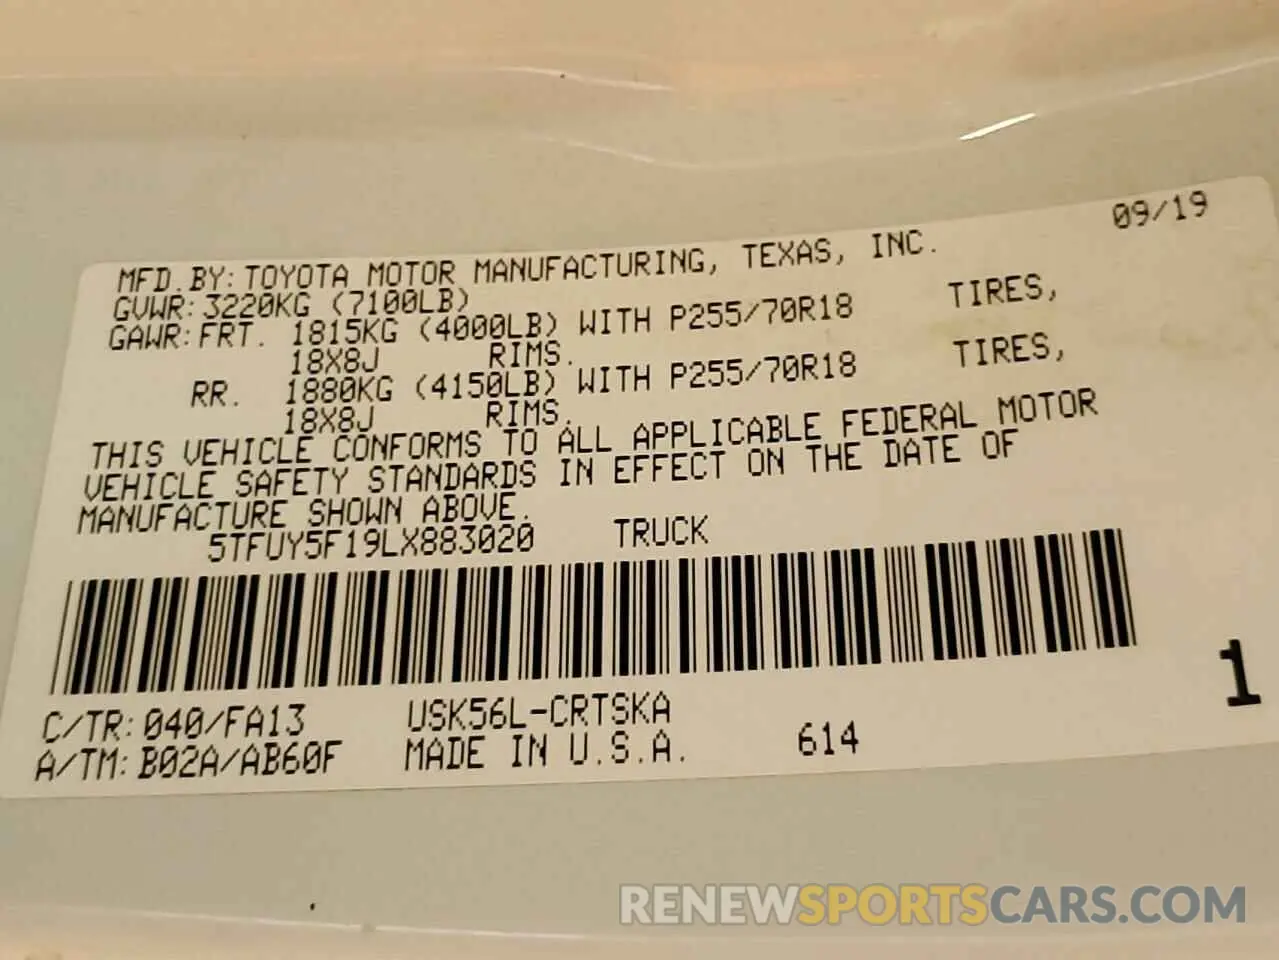 09/19
MFD.BY:TOYOTA MOTOR MANUFACTURING, TEXAS, INC.
GVWR:3220KG (7100LB)
GAWR:FRT. 1815KG (4000LB) WITH P255/70R18 TIRES,
18X8J RIMS.
RR. 1880KG (4150LB) WITH P255/70R18 TIRES,
18X8J RIMS.
THIS VEHICLE CONFORMS TO ALL APPLICABLE FEDERAL MOTOR
VEHICLE SAFETY STANDARDS IN EFFECT ON THE DATE OF
MANUFACTURE SHOWN ABOVE.
5TFUY5F19LX883020 TRUCK
1
C/TR:040/FA13 USK56L-CRTSKA
A/TM:B02A/AB60F MADE IN U.S.A. 614
RENEWSPORTSCARS.COM